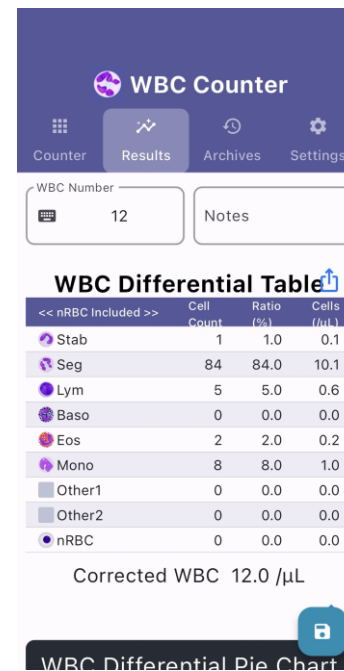 WBC Counter
Counter Results Archives Settings
WBC Number
12 Notes
WBC Differential Table
<< nRBC Included >> Cell Count Ratio (%) Cells (/μL)
Stab 1 1.0 0.1
Seg 84 84.0 10.1
Lym 5 5.0 0.6
Baso 0 0.0 0.0
Eos 2 2.0 0.2
Mono 8 8.0 1.0
Other1 0 0.0 0.0
Other2 0 0.0 0.0
nRBC 0 0.0 0.0
Corrected WBC 12.0 /μL
WBC Differential Pie Chart